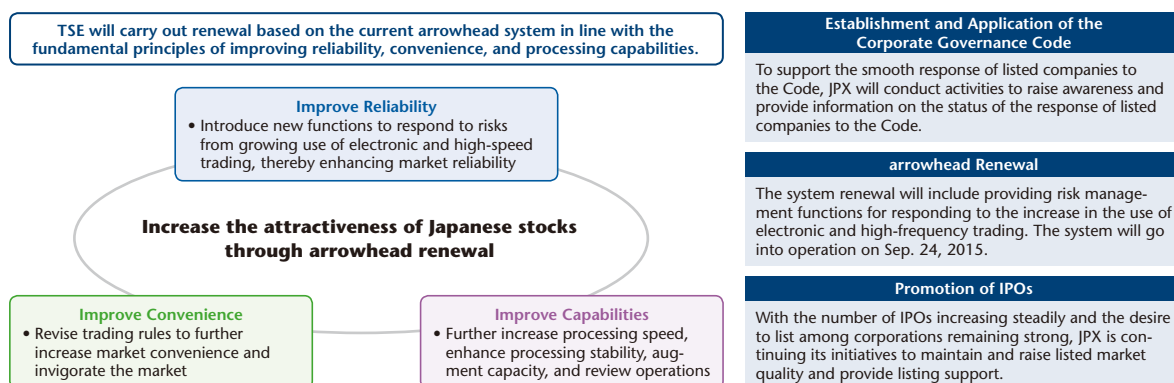 TSE will carry out renewal based on the current arrowhead system in line with the
fundamental principles of improving reliability, convenience, and processing capabilities.
Improve Reliability
• Introduce new functions to respond to risks
from growing use of electronic and high-speed
trading, thereby enhancing market reliability
Increase the attractiveness of Japanese stocks
through arrowhead renewal
Improve Convenience
• Revise trading rules to further
increase market convenience and
invigorate the market
Improve Capabilities
• Further increase processing speed,
enhance processing stability, aug-
ment capacity, and review operations
Establishment and Application of the
Corporate Governance Code
To support the smooth response of listed companies to
the Code, JPX will conduct activities to raise awareness and
provide information on the status of the response of listed
companies to the Code.
arrowhead Renewal
The system renewal will include providing risk manage-
ment functions for responding to the increase in the use of
electronic and high-frequency trading. The system will go
into operation on Sep. 24, 2015.
Promotion of IPOs
With the number of IPOs increasing steadily and the desire
to list among corporations remaining strong, JPX is con-
tinuing its initiatives to maintain and raise listed market
quality and provide listing support.